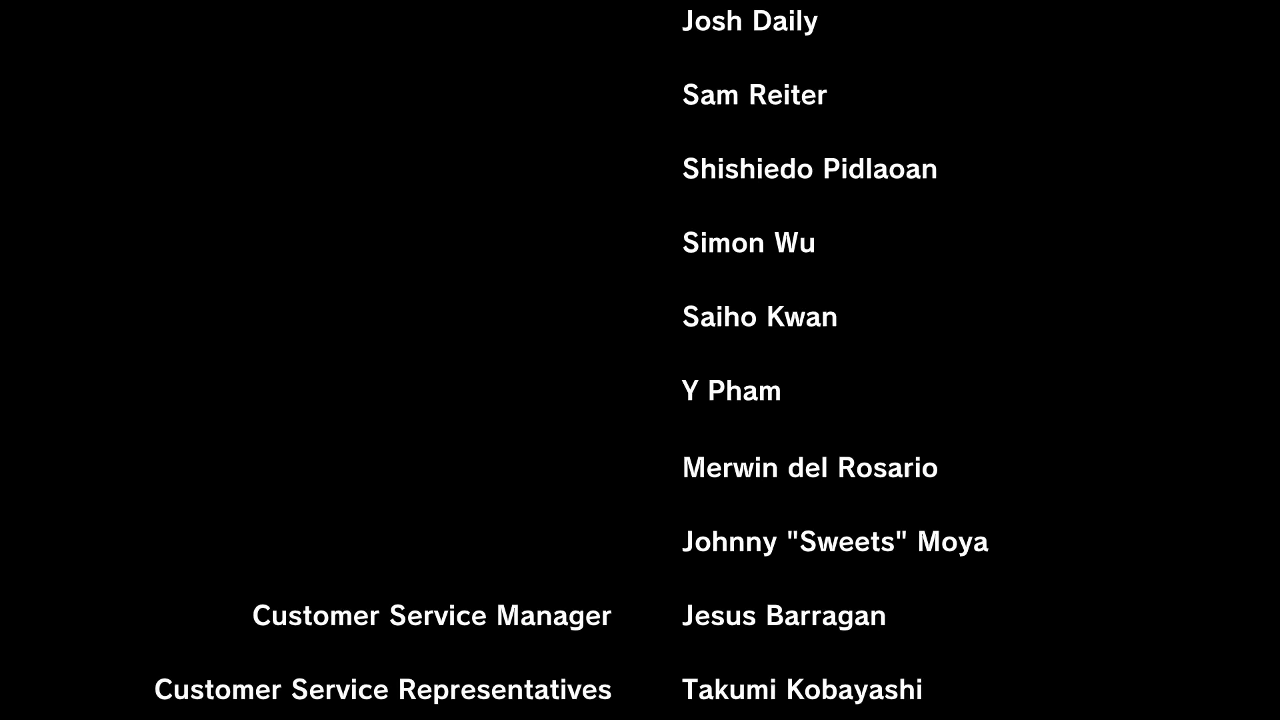 Josh Daily
Sam Reiter
Shishiedo Pidlaoan
Simon Wu
Saiho Kwan
Y Pham
Merwin del Rosario
Johnny "Sweets" Moya
Customer Service Manager Jesus Barragan
Customer Service Representatives Takumi Kobayashi